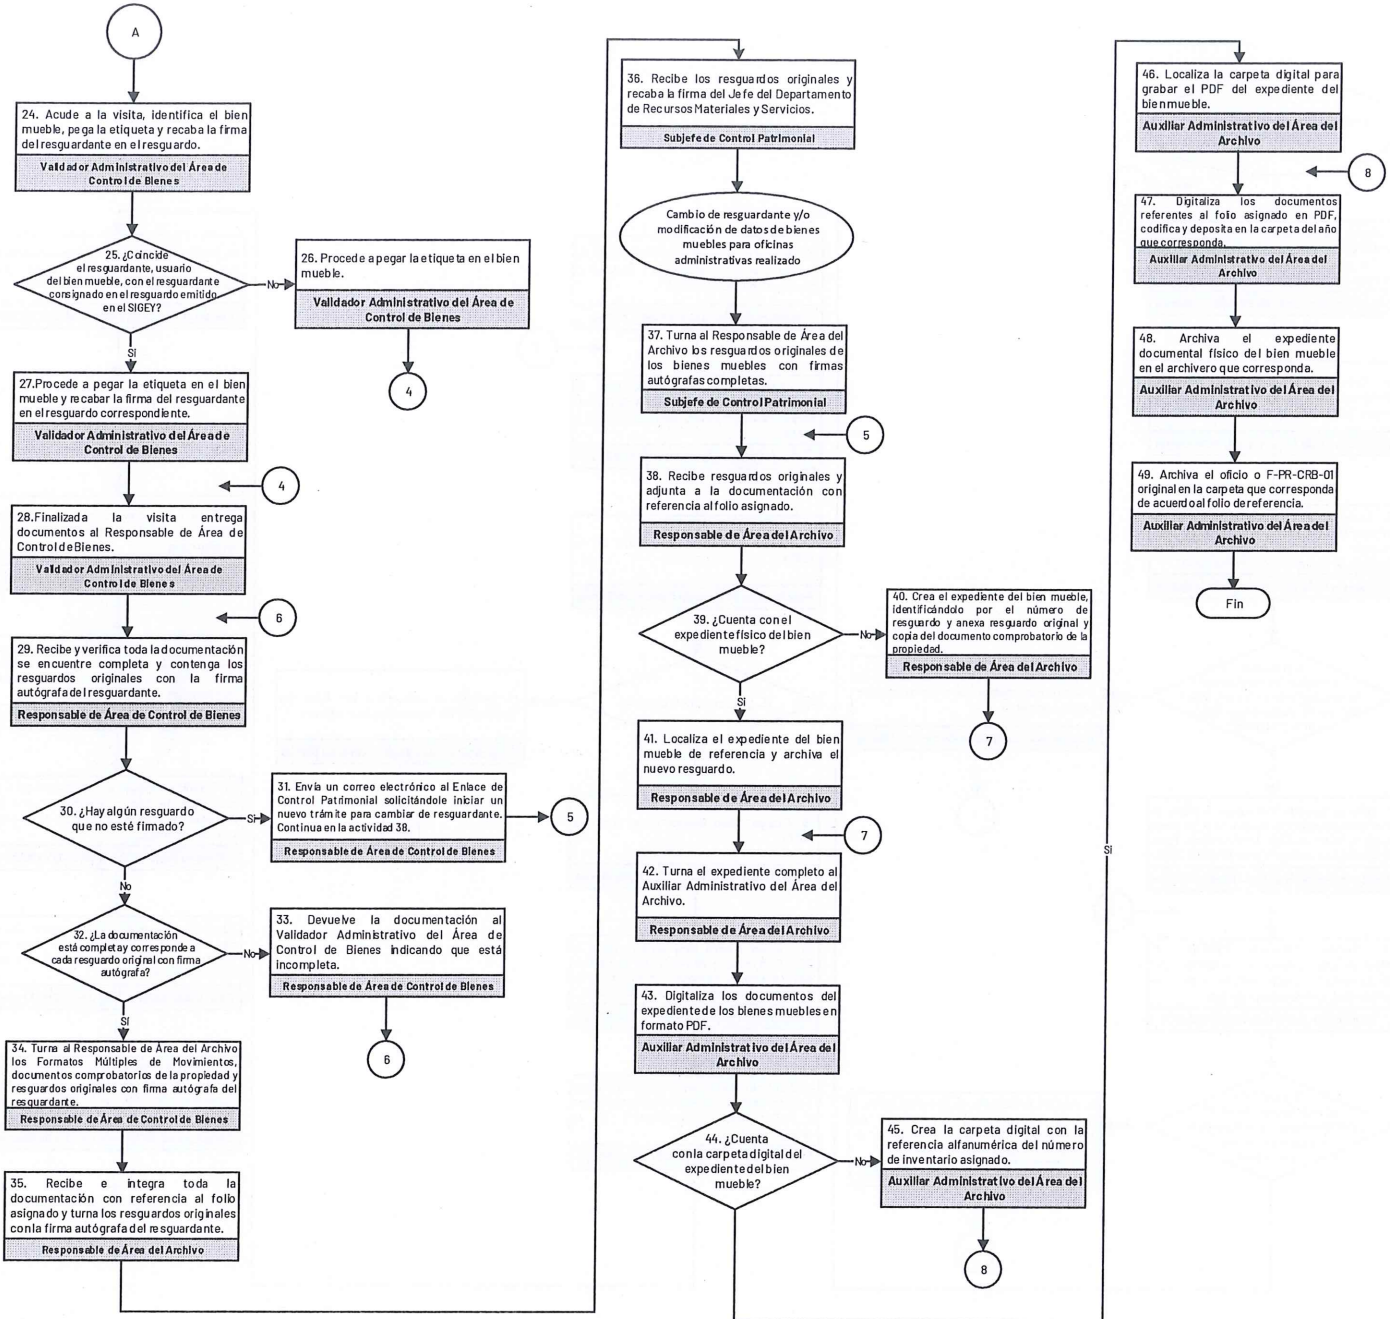 A
24. Acude a la visita, identifica el bien
mueble, pega la etiqueta y recaba la firma
del resguardante en el resguardo.
Validador Administrativo del Área de
Control de Bienes
25. ¿Coincide
el resguardante, usuario
del bien mueble, con el resguardante
consignado en el resguardo emitido
en el SIGEY?
No
26. Procede a pegar la etiqueta en el bien
mueble.
Validador Administrativo del Área de
Control de Bienes
4
Sí
27.Procede a pegar la etiqueta en el bien
mueble y recabar la firma del resguardante
en el resguardo correspondiente.
Validador Administrativo del Área de
Control de Bienes
4
28.Finalizada la visita entrega
documentos al Responsable de Área de
Control de Bienes.
Validador Administrativo del Área de
Control de Bienes
6
29. Recibe y verifica toda la documentación
se encuentre completa y contenga los
resguardos originales con la firma
autógrafa del resguardante.
Responsable de Área de Control de Bienes
30. ¿Hay algún resguardo
que no esté firmado?
Sí
31. Envía un correo electrónico al Enlace de
Control Patrimonial solicitándole iniciar un
nuevo trámite para cambiar de resguardante.
Continua en la actividad 38.
Responsable de Área de Control de Bienes
5
No
32. ¿La documentación
está completa y corresponde a
cada resguardo original con firma
autógrafa?
No
33. Devuelve la documentación al
Validador Administrativo del Área de
Control de Bienes indicando que está
incompleta.
Responsable de Área de Control de Bienes
6
Sí
34. Turna al Responsable de Área del Archivo
los Formatos Múltiples de Movimientos,
documentos comprobatorios de la propiedad y
resguardos originales con firma autógrafa del
resguardante.
Responsable de Área de Control de Bienes
35. Recibe e integra toda la
documentación con referencia al folio
asignado y turna los resguardos originales
con la firma autógrafa del resguardante.
Responsable de Área del Archivo
36. Recibe los resguardos originales y
recaba la firma del Jefe del Departamento
de Recursos Materiales y Servicios.
Subjefe de Control Patrimonial
Cambio de resguardante y/o
modificación de datos de bienes
muebles para oficinas
administrativas realizado
37. Turna al Responsable de Área del
Archivo los resguardos originales de
los bienes muebles con firmas
autógrafas completas.
Subjefe de Control Patrimonial
5
38. Recibe resguardos originales y
adjunta a la documentación con
referencia al folio asignado.
Responsable de Área del Archivo
39. ¿Cuenta con el
expediente físico del bien
mueble?
No
40. Crea el expediente del bien mueble,
identificándolo por el número de
resguardo y anexa resguardo original y
copia del documento comprobatorio de la
propiedad.
Responsable de Área del Archivo
7
Sí
41. Localiza el expediente del bien
mueble de referencia y archiva el
nuevo resguardo.
Responsable de Área del Archivo
7
42. Turna el expediente completo al
Auxiliar Administrativo del Área del
Archivo.
Responsable de Área del Archivo
43. Digitaliza los documentos del
expediente de los bienes muebles en
formato PDF.
Auxiliar Administrativo del Área del
Archivo
44. ¿Cuenta
con la carpeta digital del
expediente del bien
mueble?
No
45. Crea la carpeta digital con la
referencia alfanumérica del número
de inventario asignado.
Auxiliar Administrativo del Área del
Archivo
8
Sí
46. Localiza la carpeta digital para
grabar el PDF del expediente del
bien mueble.
Auxiliar Administrativo del Área del
Archivo
8
47. Digitaliza los documentos
referentes al folio asignado en PDF,
codifica y deposita en la carpeta del año
que corresponda.
Auxiliar Administrativo del Área del
Archivo
48. Archiva el expediente
documental físico del bien mueble
en el archivero que corresponda.
Auxiliar Administrativo del Área del
Archivo
49. Archiva el oficio o F-PR-CRB-01
original en la carpeta que corresponda
de acuerdo al folio de referencia.
Auxiliar Administrativo del Área del
Archivo
Fin